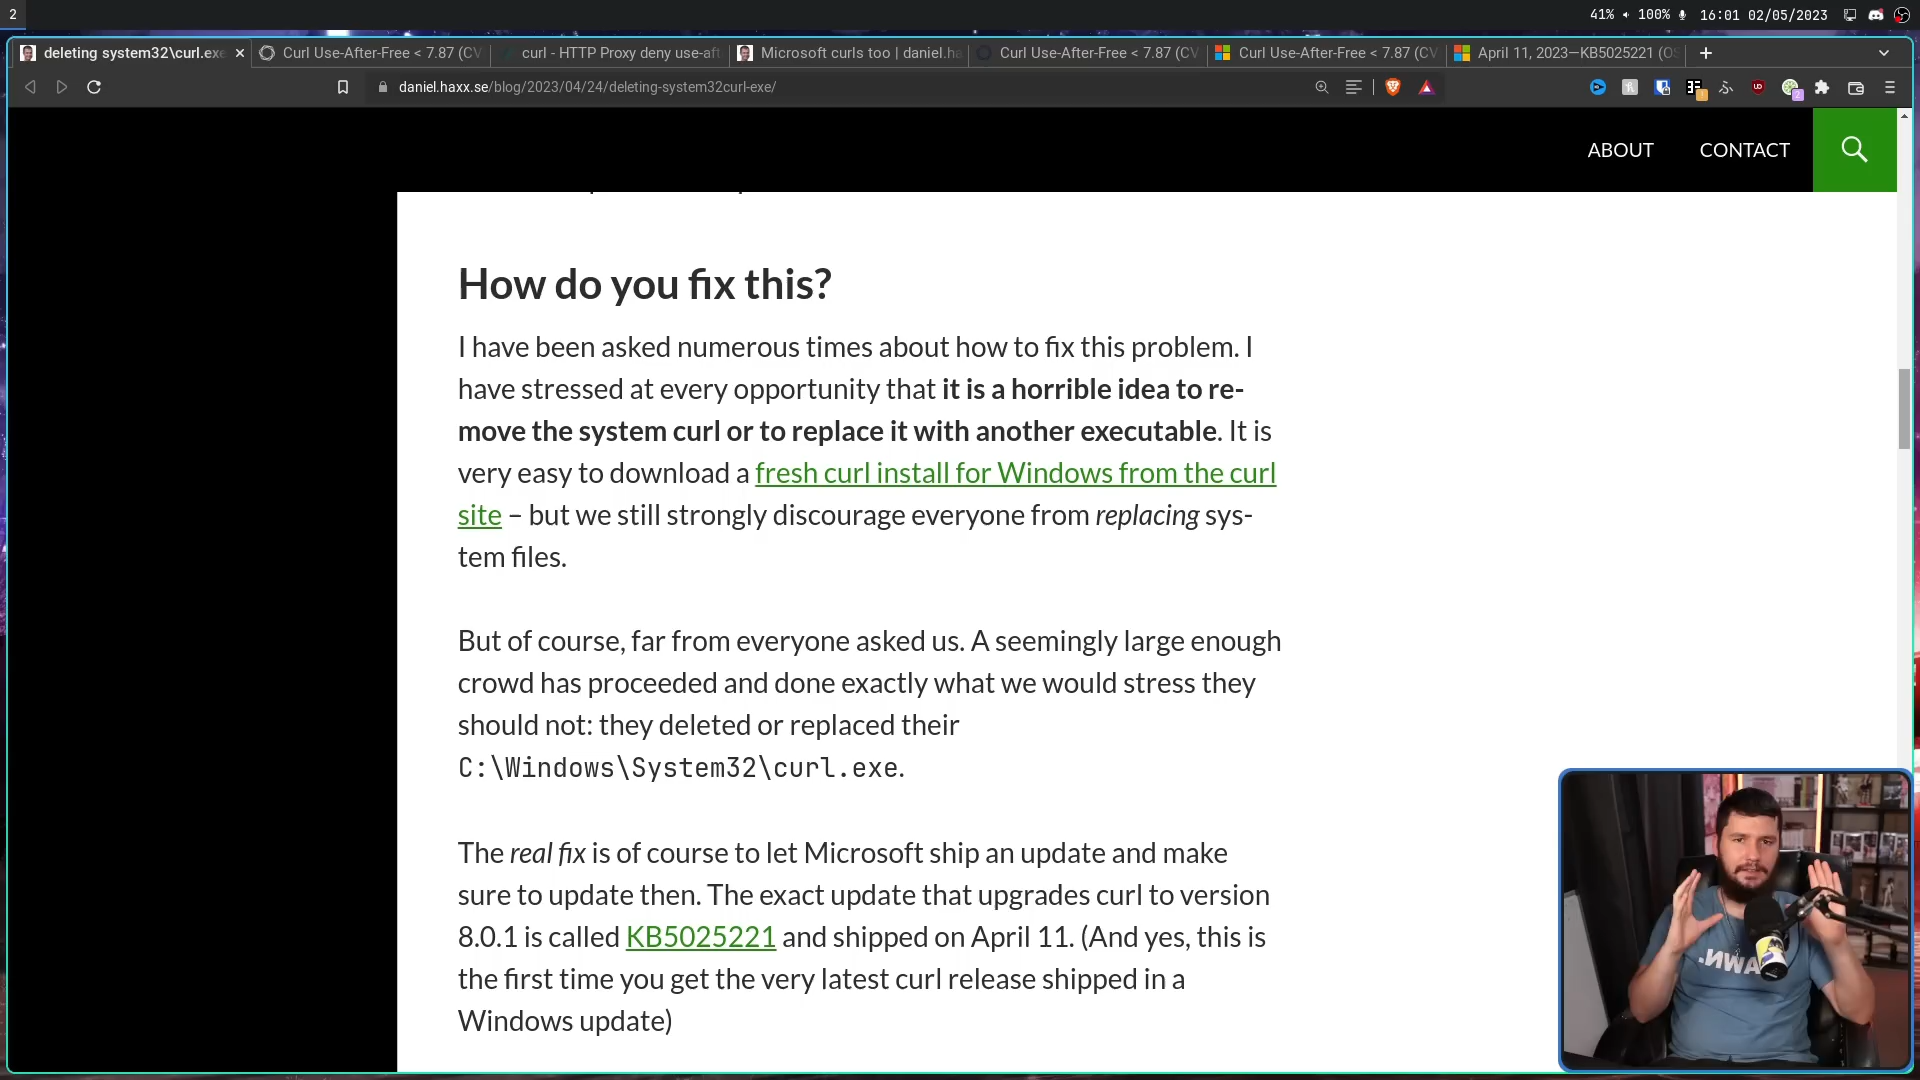 2
41% 100% 16:01 02/05/2023
deleting system32\curl.exe
Curl Use-After-Free < 7.87 (CV
curl - HTTP Proxy deny use-aft
Microsoft curls too | daniel.ha
Curl Use-After-Free < 7.87 (CV
Curl Use-After-Free < 7.87 (CV
April 11, 2023—KB5025221 (OS
daniel.haxx.se/blog/2023/04/24/deleting-system32curl-exe/
ABOUT CONTACT
How do you fix this?
I have been asked numerous times about how to fix this problem. I
have stressed at every opportunity that it is a horrible idea to re-
move the system curl or to replace it with another executable. It is
very easy to download a fresh curl install for Windows from the curl
site – but we still strongly discourage everyone from replacing sys-
tem files.
But of course, far from everyone asked us. A seemingly large enough
crowd has proceeded and done exactly what we would stress they
should not: they deleted or replaced their
C:\Windows\System32\curl.exe.
The real fix is of course to let Microsoft ship an update and make
sure to update then. The exact update that upgrades curl to version
8.0.1 is called KB5025221 and shipped on April 11. (And yes, this is
the first time you get the very latest curl release shipped in a
Windows update)